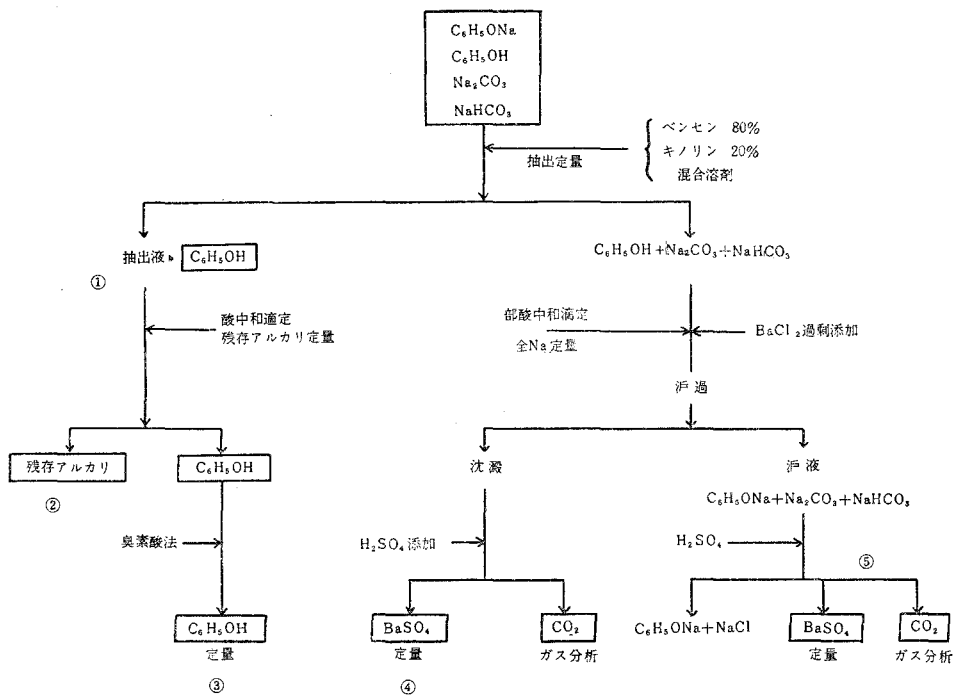 C₆H₅ONa
C₆H₅OH
Na₂CO₃
NaHCO₃
ベンセン 80%
キノリン 20%
混合溶剤
抽出定量
抽出液 C₆H₅OH
①
C₆H₅OH+Na₂CO₃+NaHCO₃
酸中和適定
残存アルカリ定量
部酸中和滴定
全Na定量
BaCl₂過剰添加
沪過
残存アルカリ
②
C₆H₅OH
沈澱
沪液
C₆H₅ONa+Na₂CO₃+NaHCO₃
臭素酸法
H₂SO₄添加
H₂SO₄
⑤
C₆H₅OH
定量
③
BaSO₄
定量
④
CO₂
ガス分析
C₆H₅ONa+NaCl
BaSO₄
定量
CO₂
ガス分析